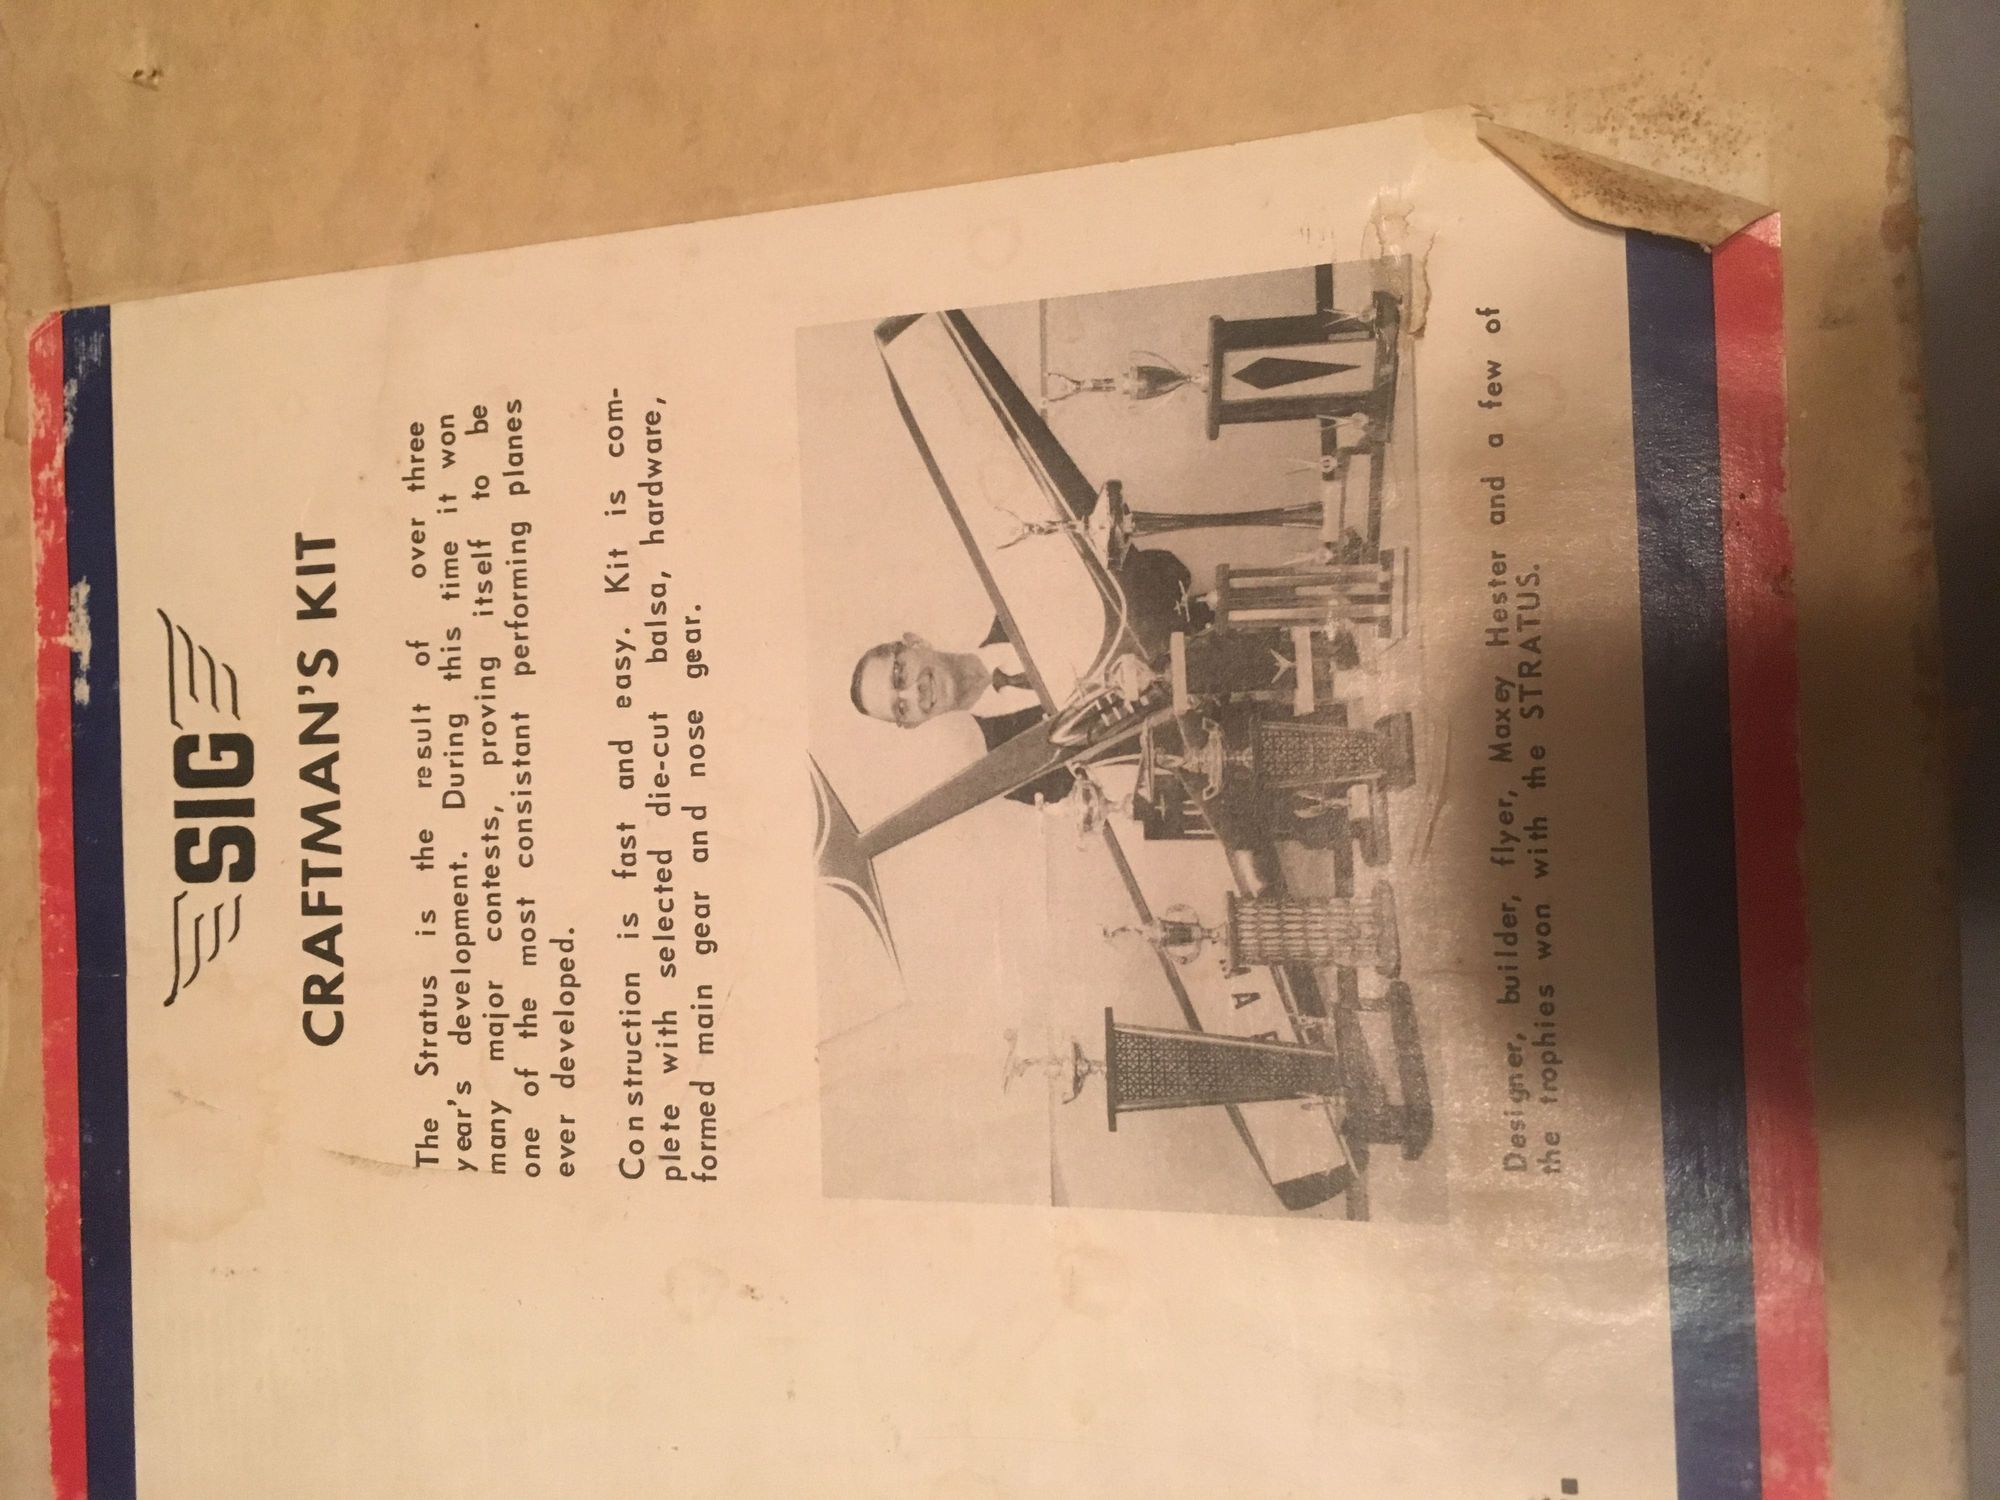 SIG
CRAFTMAN'S KIT
The Stratus is the result of over three
year's development. During this time it won
many major contests, proving itself to be
one of the most consistant performing planes
ever developed.
Construction is fast and easy. Kit is com-
plete with selected die-cut balsa, hardware,
formed main gear and nose gear.
Designer, builder, flyer, Maxey Hester and a few of
the trophies won with the STRATUS.